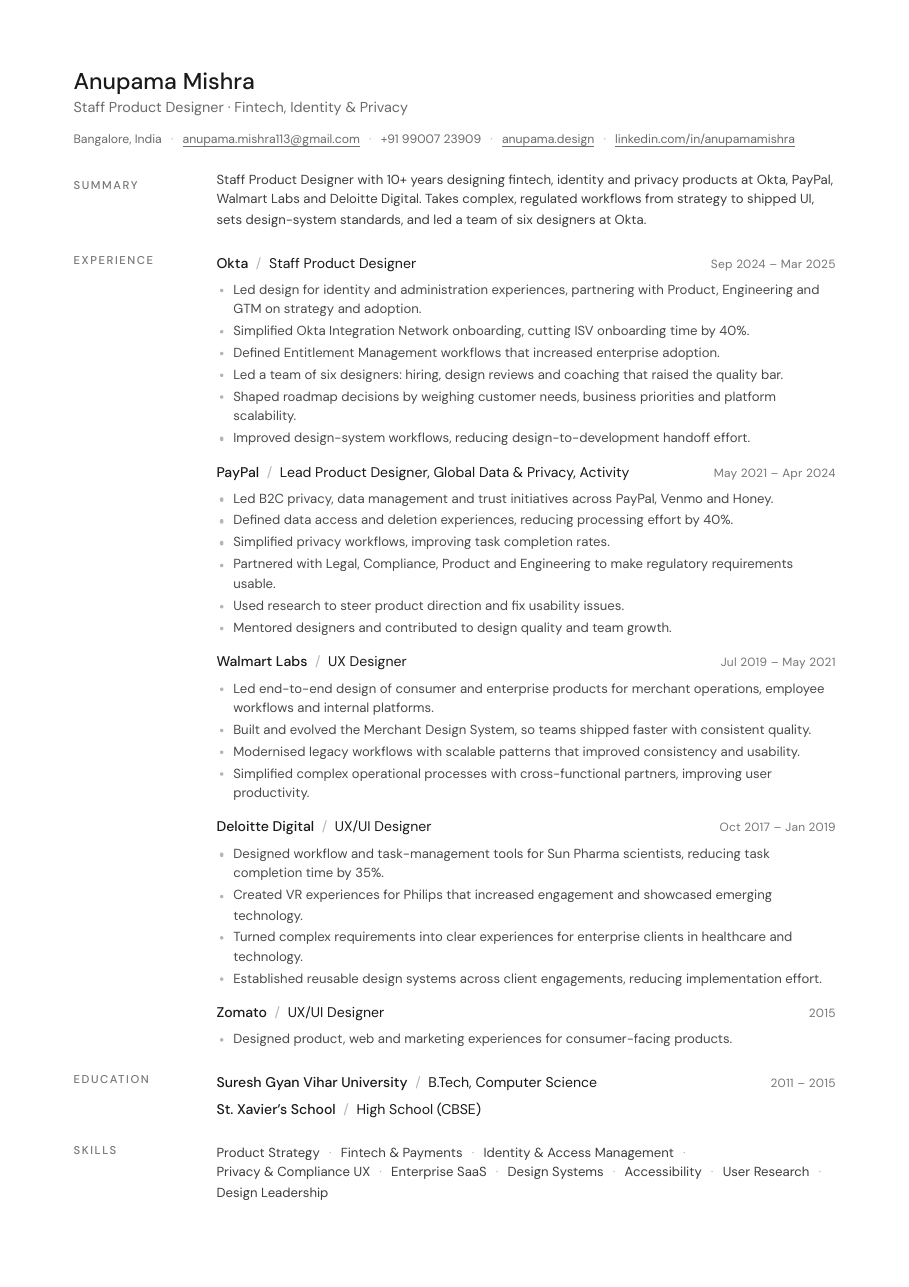 Anupama Mishra
Staff Product Designer · Fintech, Identity & Privacy
Bangalore, India · anupama.mishra113@gmail.com · +91 99007 23909 · anupama.design · linkedin.com/in/anupamamishra
SUMMARY
Staff Product Designer with 10+ years designing fintech, identity and privacy products at Okta, PayPal,
Walmart Labs and Deloitte Digital. Takes complex, regulated workflows from strategy to shipped UI,
sets design-system standards, and led a team of six designers at Okta.
EXPERIENCE
Okta / Staff Product Designer Sep 2024 – Mar 2025
• Led design for identity and administration experiences, partnering with Product, Engineering and
GTM on strategy and adoption.
• Simplified Okta Integration Network onboarding, cutting ISV onboarding time by 40%.
• Defined Entitlement Management workflows that increased enterprise adoption.
• Led a team of six designers: hiring, design reviews and coaching that raised the quality bar.
• Shaped roadmap decisions by weighing customer needs, business priorities and platform
scalability.
• Improved design-system workflows, reducing design-to-development handoff effort.
PayPal / Lead Product Designer, Global Data & Privacy, Activity May 2021 – Apr 2024
• Led B2C privacy, data management and trust initiatives across PayPal, Venmo and Honey.
• Defined data access and deletion experiences, reducing processing effort by 40%.
• Simplified privacy workflows, improving task completion rates.
• Partnered with Legal, Compliance, Product and Engineering to make regulatory requirements
usable.
• Used research to steer product direction and fix usability issues.
• Mentored designers and contributed to design quality and team growth.
Walmart Labs / UX Designer Jul 2019 – May 2021
• Led end-to-end design of consumer and enterprise products for merchant operations, employee
workflows and internal platforms.
• Built and evolved the Merchant Design System, so teams shipped faster with consistent quality.
• Modernised legacy workflows with scalable patterns that improved consistency and usability.
• Simplified complex operational processes with cross-functional partners, improving user
productivity.
Deloitte Digital / UX/UI Designer Oct 2017 – Jan 2019
• Designed workflow and task-management tools for Sun Pharma scientists, reducing task
completion time by 35%.
• Created VR experiences for Philips that increased engagement and showcased emerging
technology.
• Turned complex requirements into clear experiences for enterprise clients in healthcare and
technology.
• Established reusable design systems across client engagements, reducing implementation effort.
Zomato / UX/UI Designer 2015
• Designed product, web and marketing experiences for consumer-facing products.
EDUCATION
Suresh Gyan Vihar University / B.Tech, Computer Science 2011 – 2015
St. Xavier’s School / High School (CBSE)
SKILLS
Product Strategy · Fintech & Payments · Identity & Access Management ·
Privacy & Compliance UX · Enterprise SaaS · Design Systems · Accessibility · User Research ·
Design Leadership